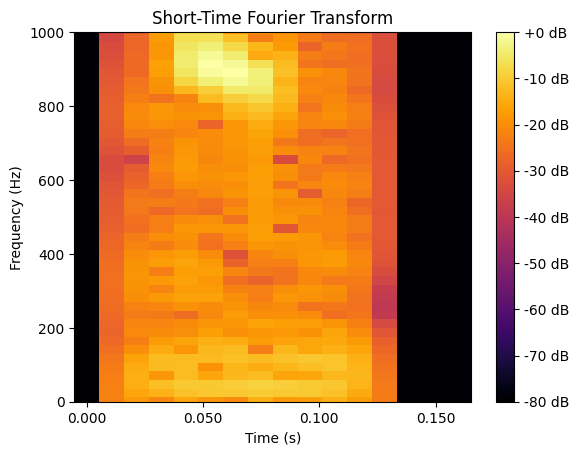 Short-Time Fourier Transform
1000
800
600
400
200
0
Frequency (Hz)
0.000
0.050
0.100
0.150
Time (s)
+0 dB
-10 dB
-20 dB
-30 dB
-40 dB
-50 dB
-60 dB
-70 dB
-80 dB